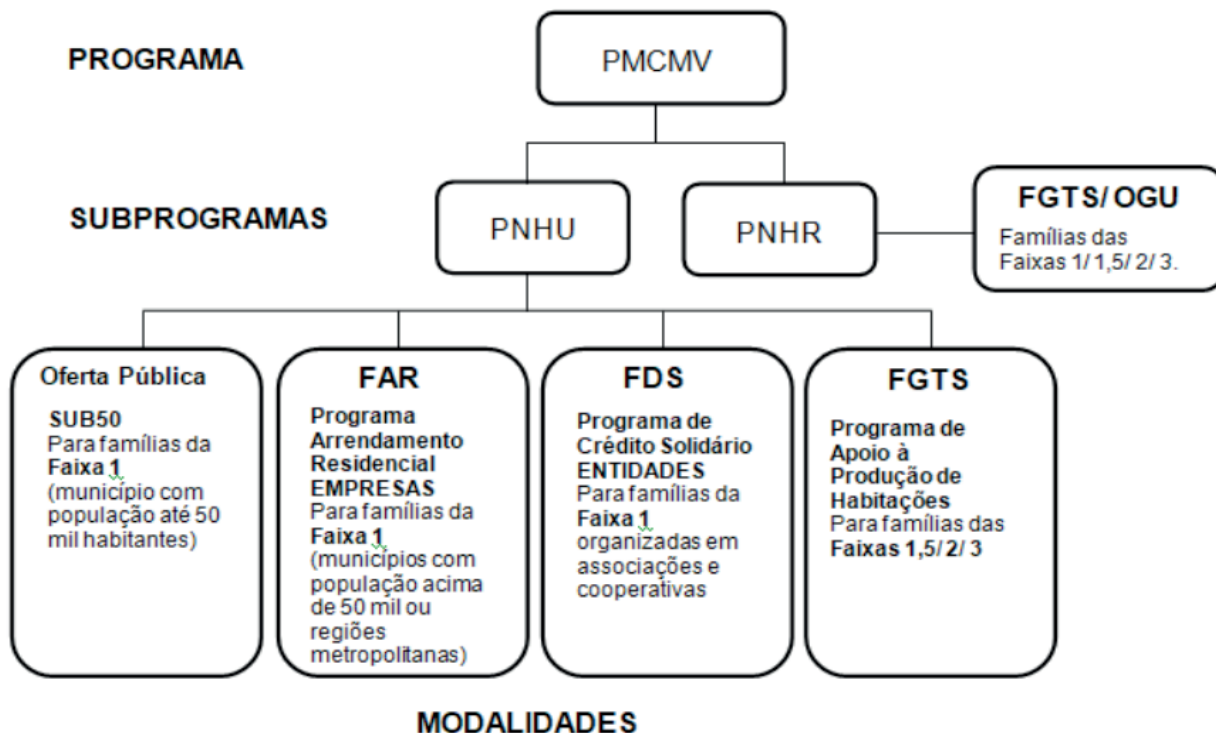 PROGRAMA
PMCMV
SUBPROGRAMAS
PNHU
PNHR
FGTS/ OGU
Famílias das
Faixas 1/ 1,5/ 2/ 3.
Oferta Pública
SUB50
Para famílias da
Faixa 1
(município com
população até 50
mil habitantes)
FAR
Programa
Arrendamento
Residencial
EMPRESAS
Para famílias da
Faixa 1
(municípios com
população acima
de 50 mil ou
regiões
metropolitanas)
FDS
Programa de
Crédito Solidário
ENTIDADES
Para famílias da
Faixa 1
organizadas em
associações e
cooperativas
FGTS
Programa de
Apoio à
Produção de
Habitações
Para famílias das
Faixas 1,5/ 2/ 3
MODALIDADES